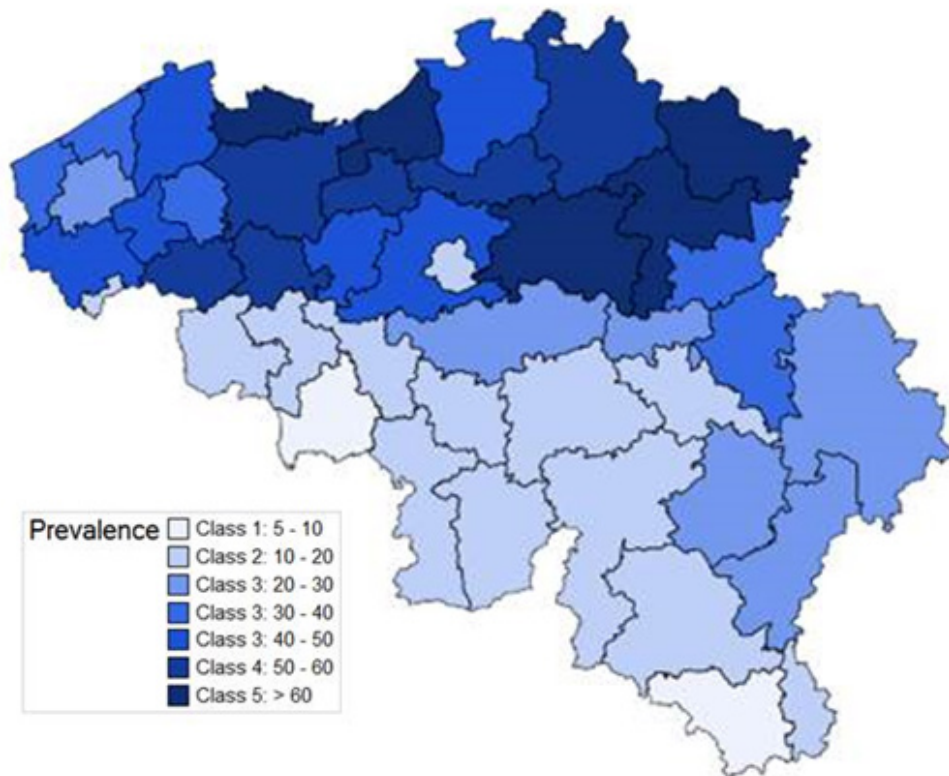 Prevalence
Class 1: 5 - 10
Class 2: 10 - 20
Class 3: 20 - 30
Class 3: 30 - 40
Class 3: 40 - 50
Class 4: 50 - 60
Class 5: > 60